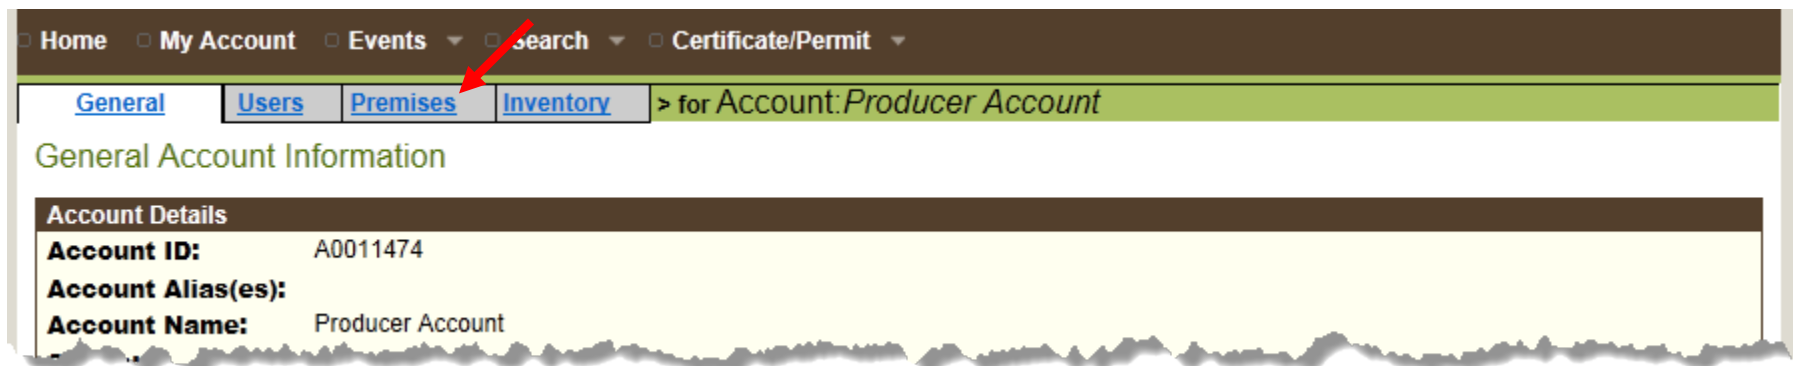 Home My Account Events Search Certificate/Permit
General Users Premises Inventory > for Account:Producer Account
General Account Information
Account Details
Account ID: A0011474
Account Alias(es):
Account Name: Producer Account